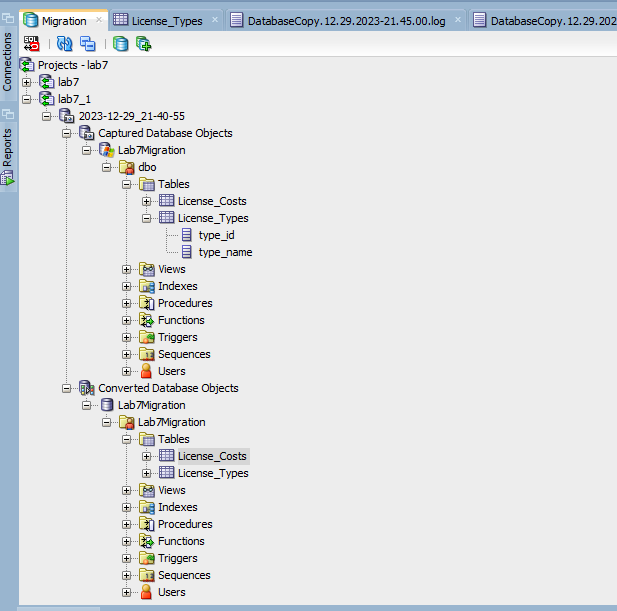 Migration
License_Types
DatabaseCopy.12.29.2023-21.45.00.log
DatabaseCopy.12.29.202
Connections
Reports
SQL
Projects - lab7
lab7
lab7_1
2023-12-29_21-40-55
Captured Database Objects
Lab7Migration
dbo
Tables
License_Costs
License_Types
type_id
type_name
Views
Indexes
Procedures
Functions
Triggers
Sequences
Users
Converted Database Objects
Lab7Migration
Lab7Migration
Tables
License_Costs
License_Types
Views
Indexes
Procedures
Functions
Triggers
Sequences
Users